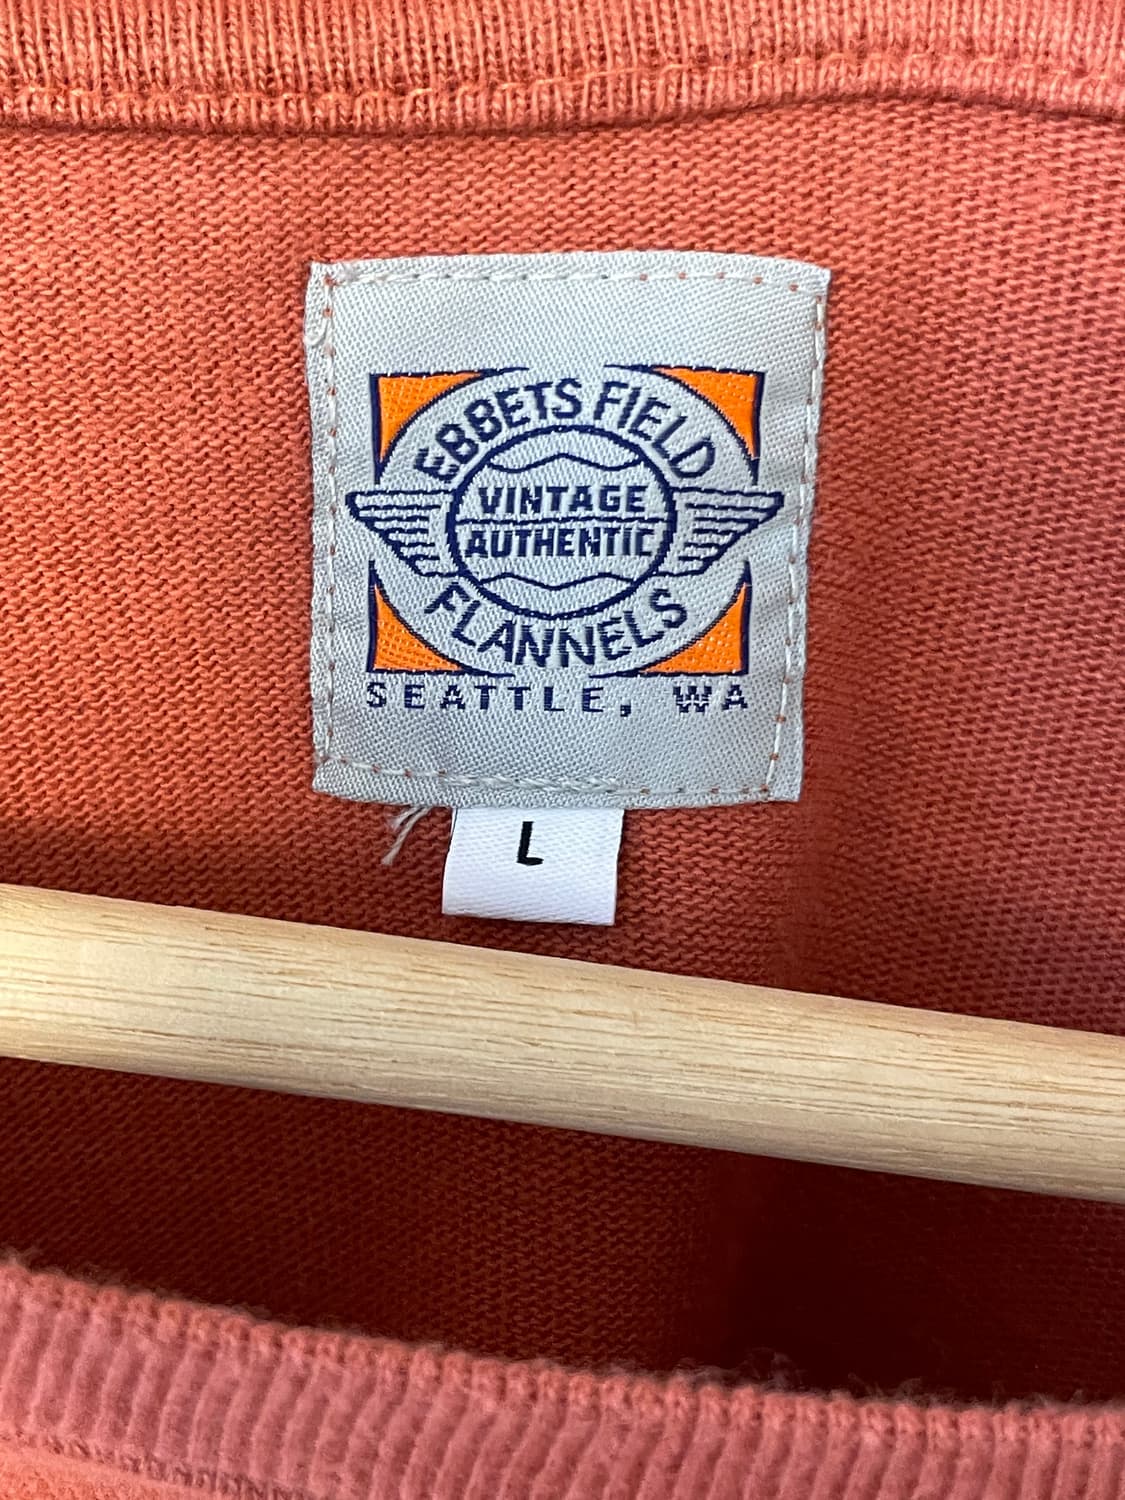 EBBETS FIELD
VINTAGE
AUTHENTIC
FLANNELS
SEATTLE, WA
L